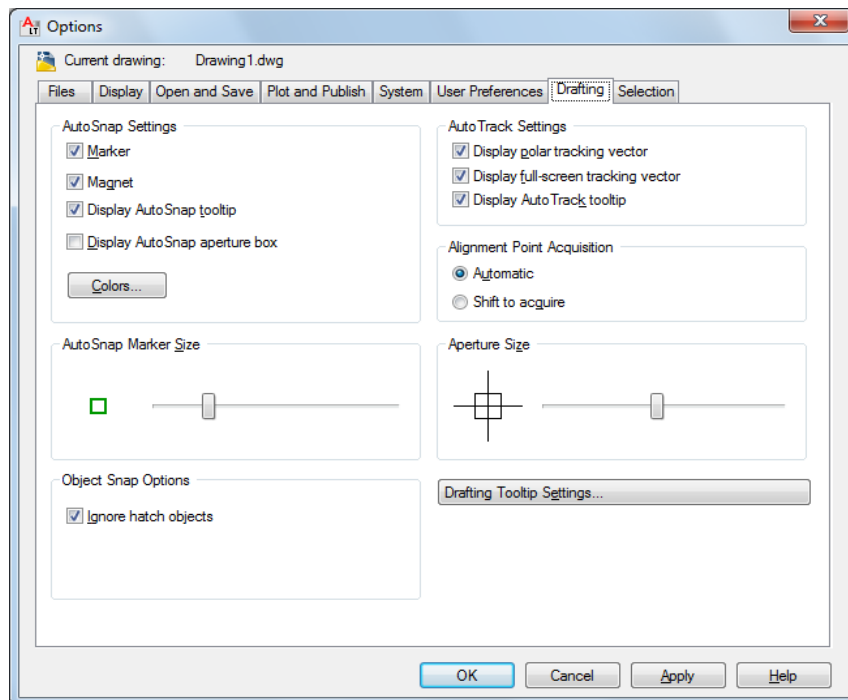 A LT Options
Current drawing: Drawing1.dwg
Files Display Open and Save Plot and Publish System User Preferences Drafting Selection
AutoSnap Settings
Marker
Magnet
Display AutoSnap tooltip
Display AutoSnap aperture box
Colors...
AutoTrack Settings
Display polar tracking vector
Display full-screen tracking vector
Display AutoTrack tooltip
Alignment Point Acquisition
Automatic
Shift to acquire
AutoSnap Marker Size
Aperture Size
Object Snap Options
Ignore hatch objects
Drafting Tooltip Settings...
OK Cancel Apply Help